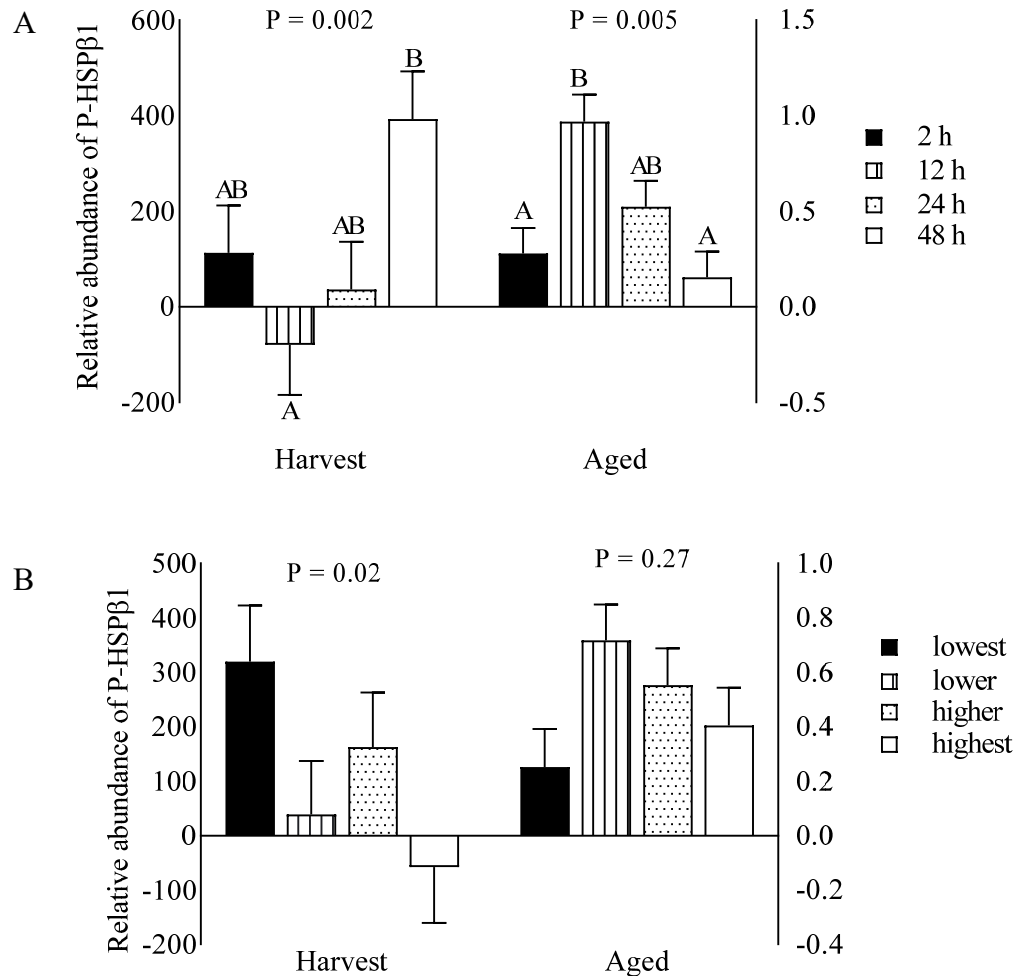 A
P = 0.002
P = 0.005
Relative abundance of P-HSPβ1
600
400
200
0
-200
1.5
1.0
0.5
0.0
-0.5
AB
A
AB
B
A
B
AB
A
2 h
12 h
24 h
48 h
Harvest
Aged
B
P = 0.02
P = 0.27
Relative abundance of P-HSPβ1
500
400
300
200
100
0
-100
-200
1.0
0.8
0.6
0.4
0.2
0.0
-0.2
-0.4
lowest
lower
higher
highest
Harvest
Aged